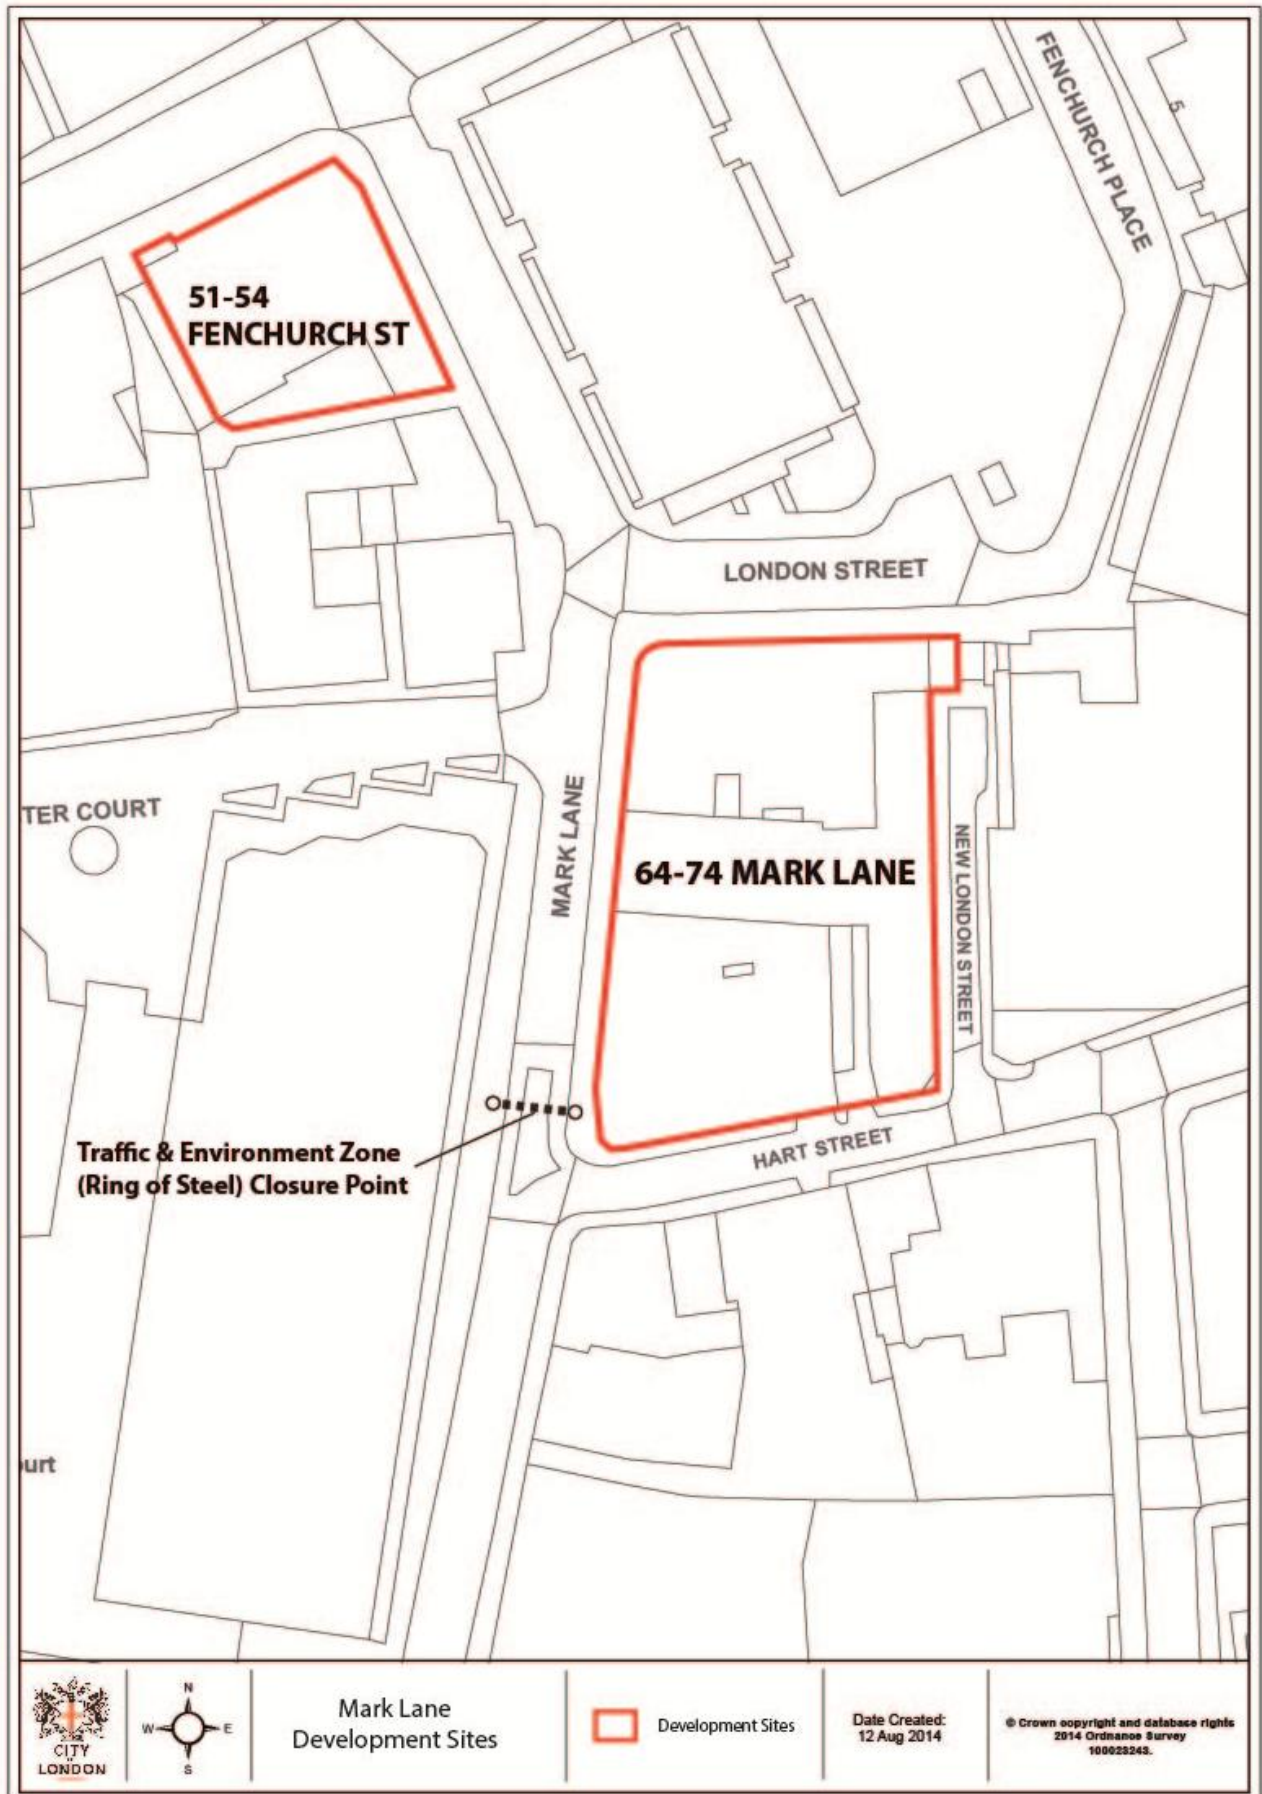 FENCHURCH PLACE
5
51-54
FENCHURCH ST
LONDON STREET
TER COURT
MARK LANE
64-74 MARK LANE
NEW LONDON STREET
Traffic & Environment Zone
(Ring of Steel) Closure Point
HART STREET
urt
CITY
LONDON
N
W
E
S
Mark Lane
Development Sites
Development Sites
Date Created:
12 Aug 2014
© Crown copyright and database rights
2014 Ordnance Survey
100023243.